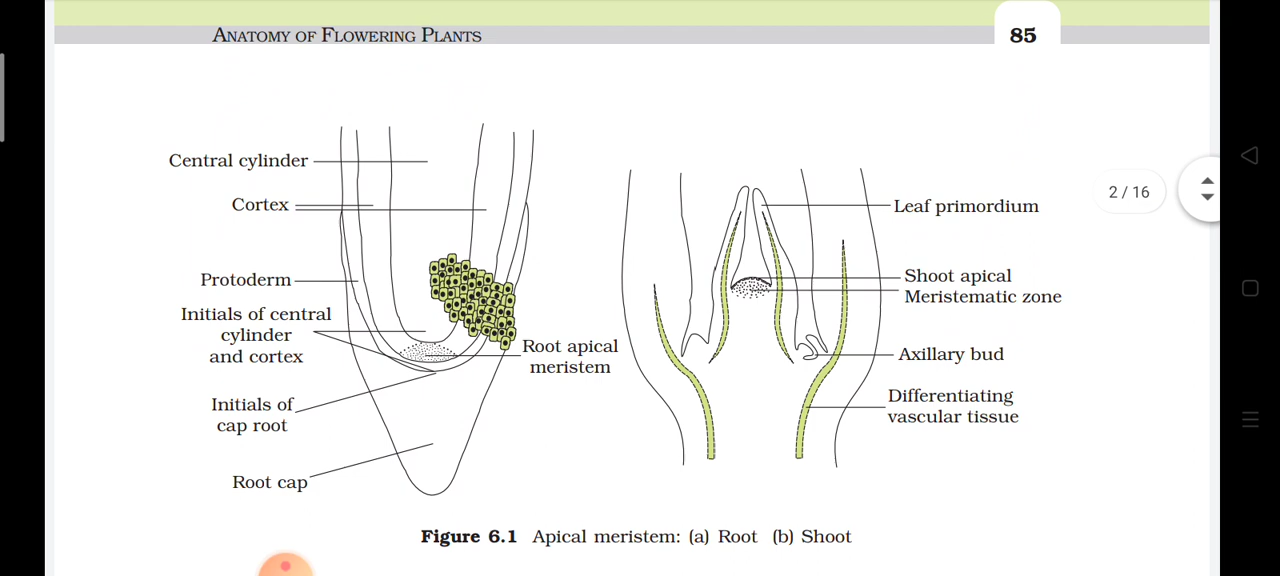 ANATOMY OF FLOWERING PLANTS
85
Central cylinder
Cortex
Protoderm
Initials of central
cylinder
and cortex
Root apical
meristem
Initials of
cap root
Root cap
2 / 16
Leaf primordium
Shoot apical
Meristematic zone
Axillary bud
Differentiating
vascular tissue
Figure 6.1 Apical meristem: (a) Root (b) Shoot